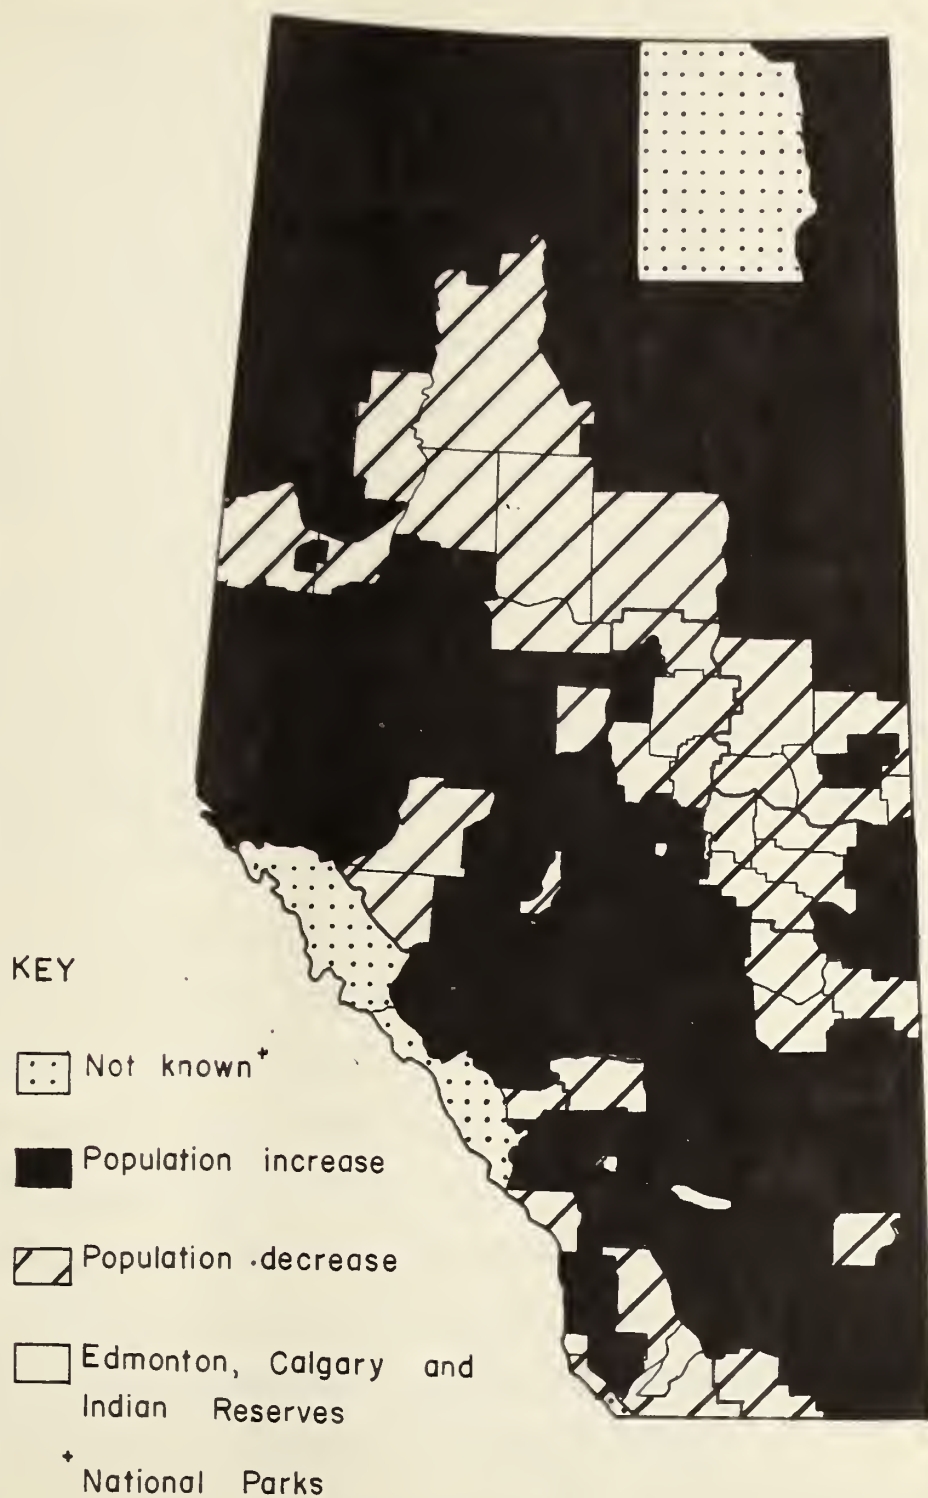 KEY
Not known+
Population increase
Population decrease
Edmonton, Calgary and
Indian Reserves
+
National Parks